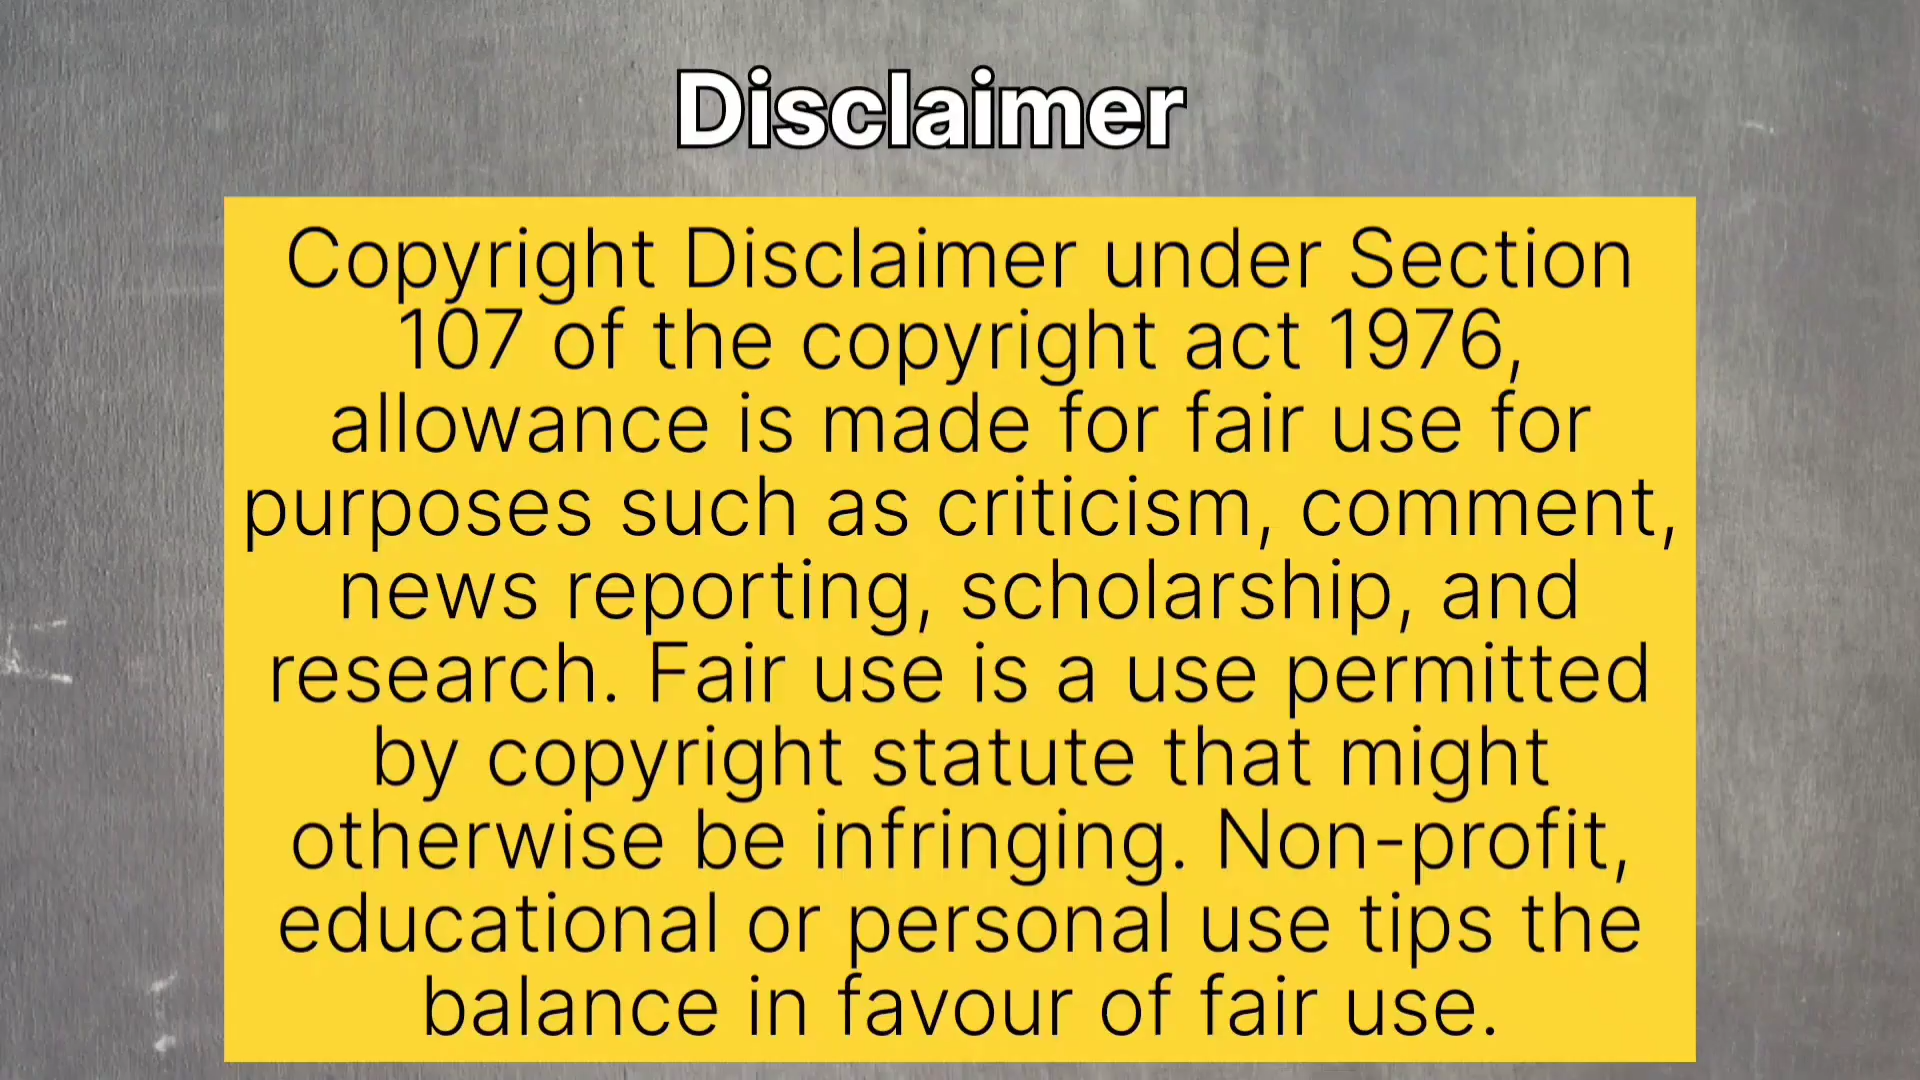 Disclaimer
Copyright Disclaimer under Section
107 of the copyright act 1976,
allowance is made for fair use for
purposes such as criticism, comment,
news reporting, scholarship, and
research. Fair use is a use permitted
by copyright statute that might
otherwise be infringing. Non-profit,
educational or personal use tips the
balance in favour of fair use.